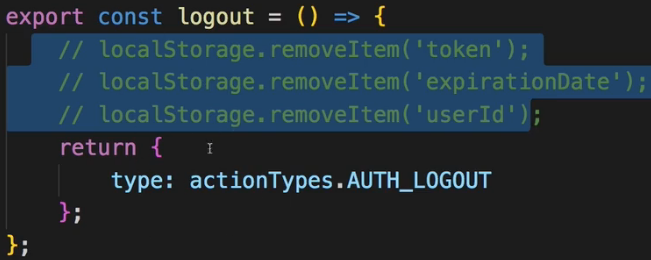 export const logout = () => {
    // localStorage.removeItem('token');
    // localStorage.removeItem('expirationDate');
    // localStorage.removeItem('userId');
    return {
        type: actionTypes.AUTH_LOGOUT
    };
};